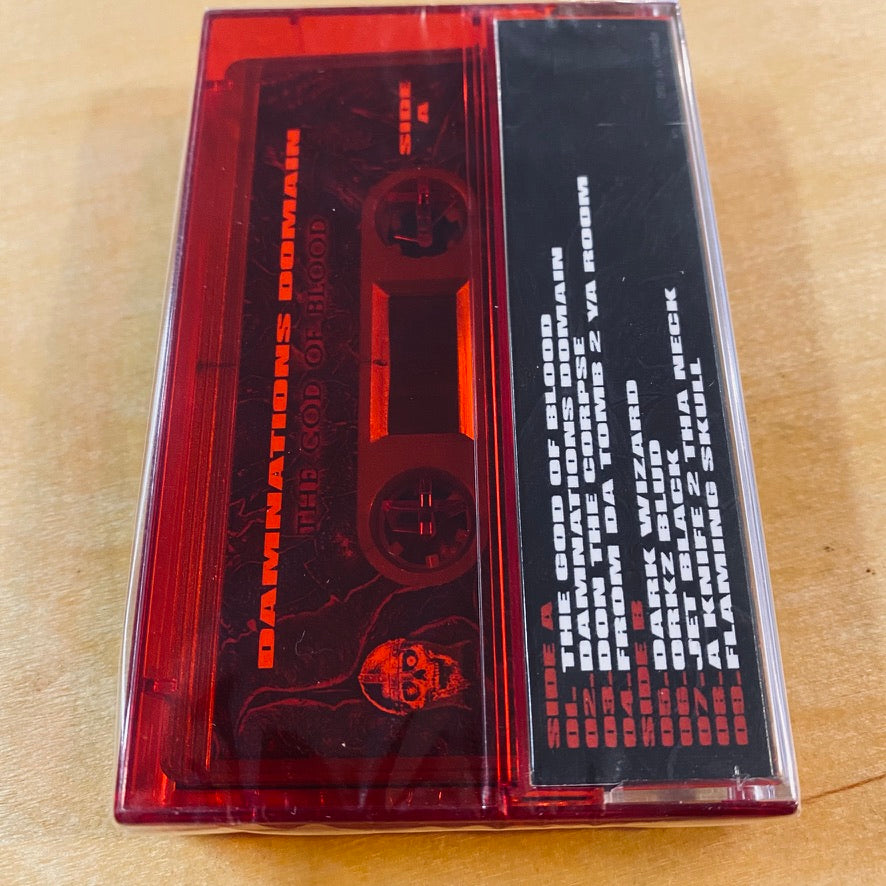 DAMNATIONS DOMAIN
THE GOD OF BLOOD
SIDE
A
SIDE A
01. THE GOD OF BLOOD
02. DAMNATIONS DOMAIN
03. DON THE CORPSE
04. FROM DA TOMB 2 YA ROOM
SIDE B
05. DARK WIZARD
06. ORKZ BLUD
07. JET BLACK
08. A KNIFE 2 THA NECK
09. FLAMING SKULL